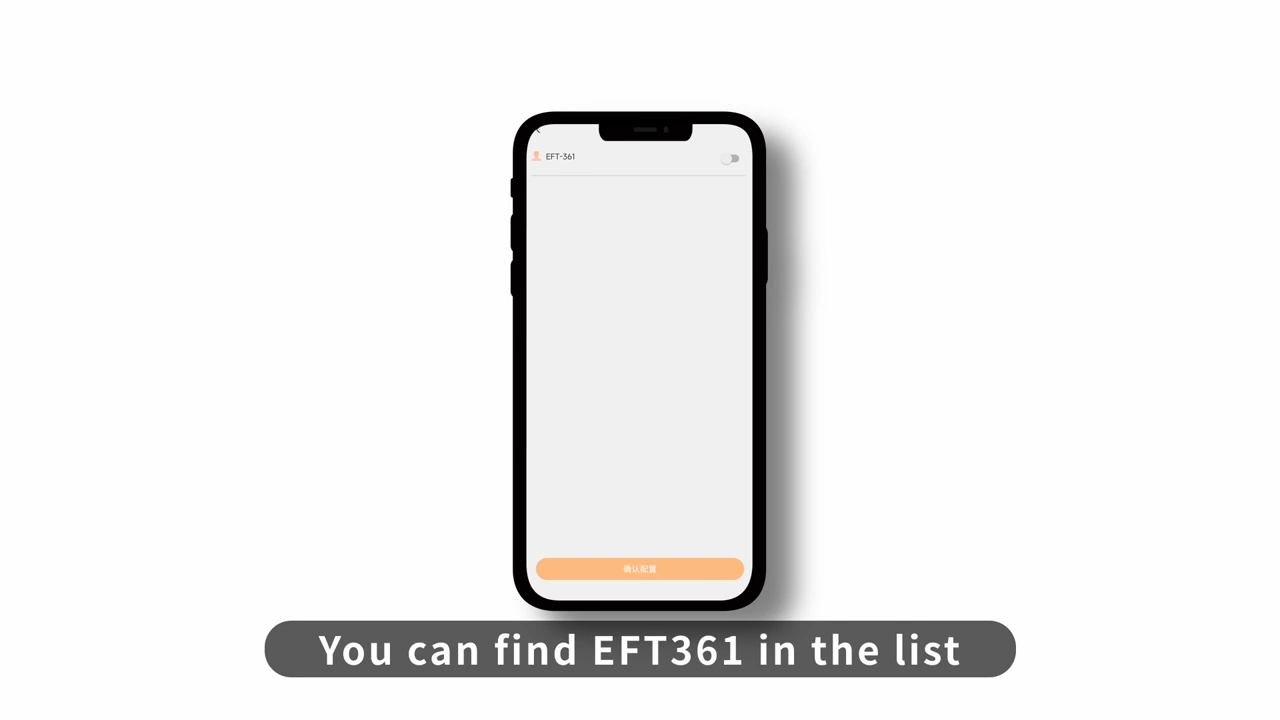 EFT-361
确认配置
You can find EFT361 in the list